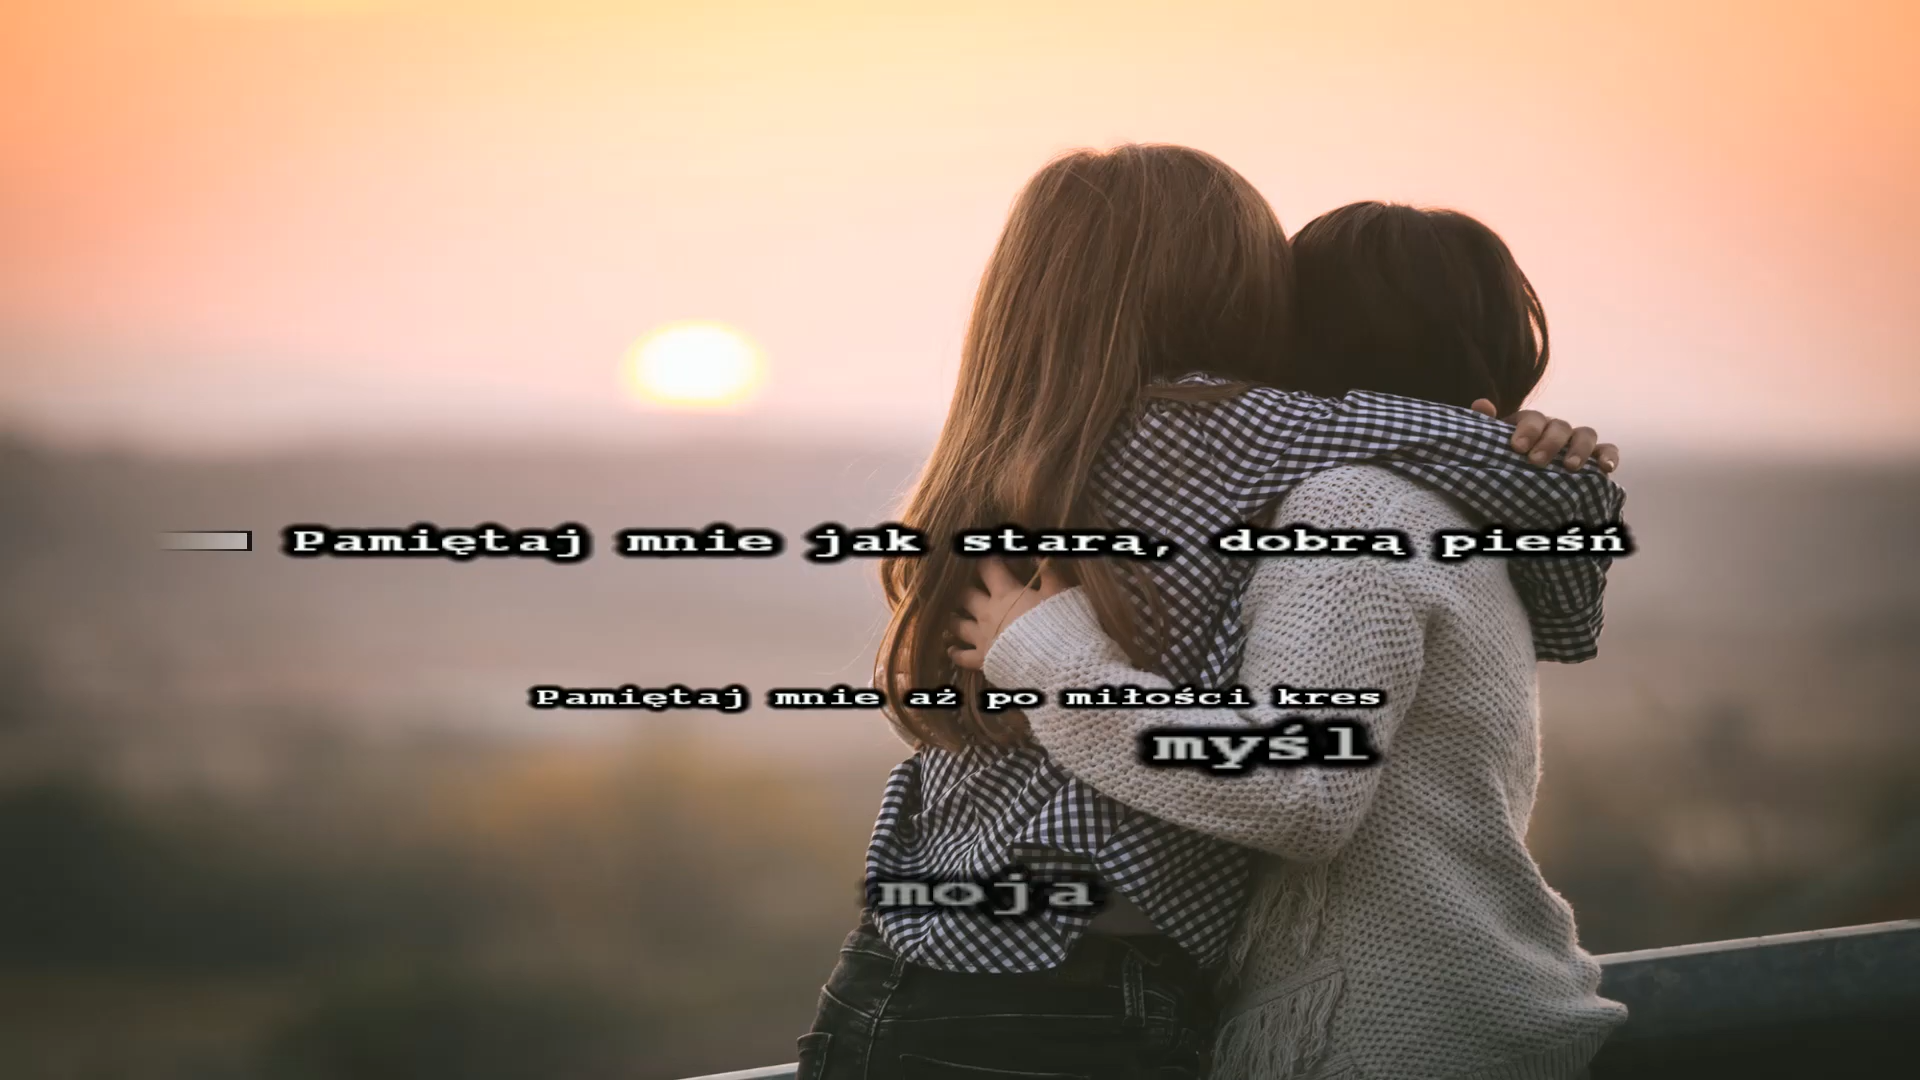 Pamiętaj mnie jak starą, dobrą pieśń
Pamiętaj mnie aż po miłości kres
myśl
moja